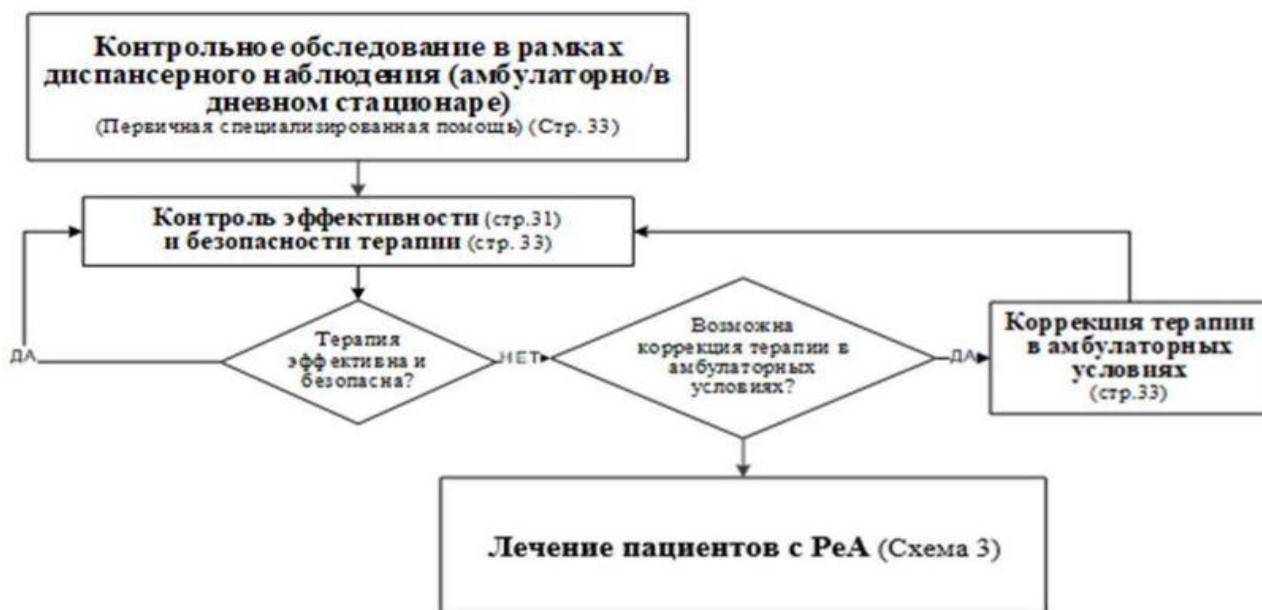 Контрольное обследование в рамках
диспансерного наблюдения (амбулаторно/в
дневном стационаре)
(Первичная специализированная помощь) (Стр. 33)
Контроль эффективности (стр.31)
и безопасности терапии (стр. 33)
ДА
Терапия
эффективна и
безопасна?
НЕТ
Возможна
коррекция терапии в
амбулаторных
условиях?
ДА
Коррекция терапии
в амбулаторных
условиях
(стр.33)
Лечение пациентов с РеА (Схема 3)